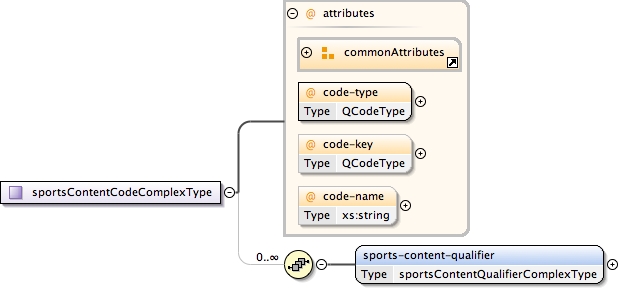 @ attributes
commonAttributes
@ code-type
Type QCodeType
@ code-key
Type QCodeType
@ code-name
Type xs:string
sportsContentCodeComplexType
0..∞
sports-content-qualifier
Type sportsContentQualifierComplexType